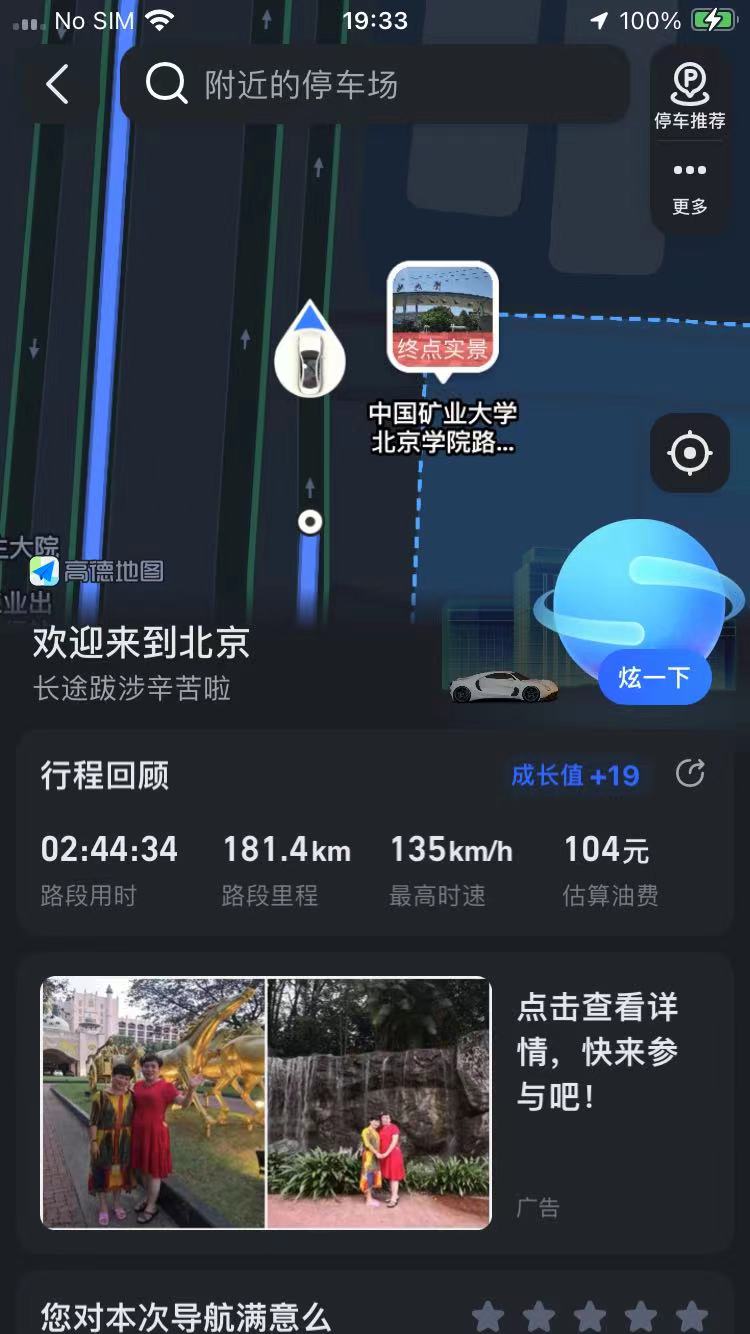 No SIM
19:33
100%
附近的停车场
P
停车推荐
更多
终点实景
中国矿业大学
北京学院路...
高德地图
业出
欢迎来到北京
长途跋涉辛苦啦
炫一下
行程回顾
成长值 +19
02:44:34
181.4km
135km/h
104元
路段用时
路段里程
最高时速
估算油费
点击查看详
情，快来参
与吧！
广告
您对本次导航满意么